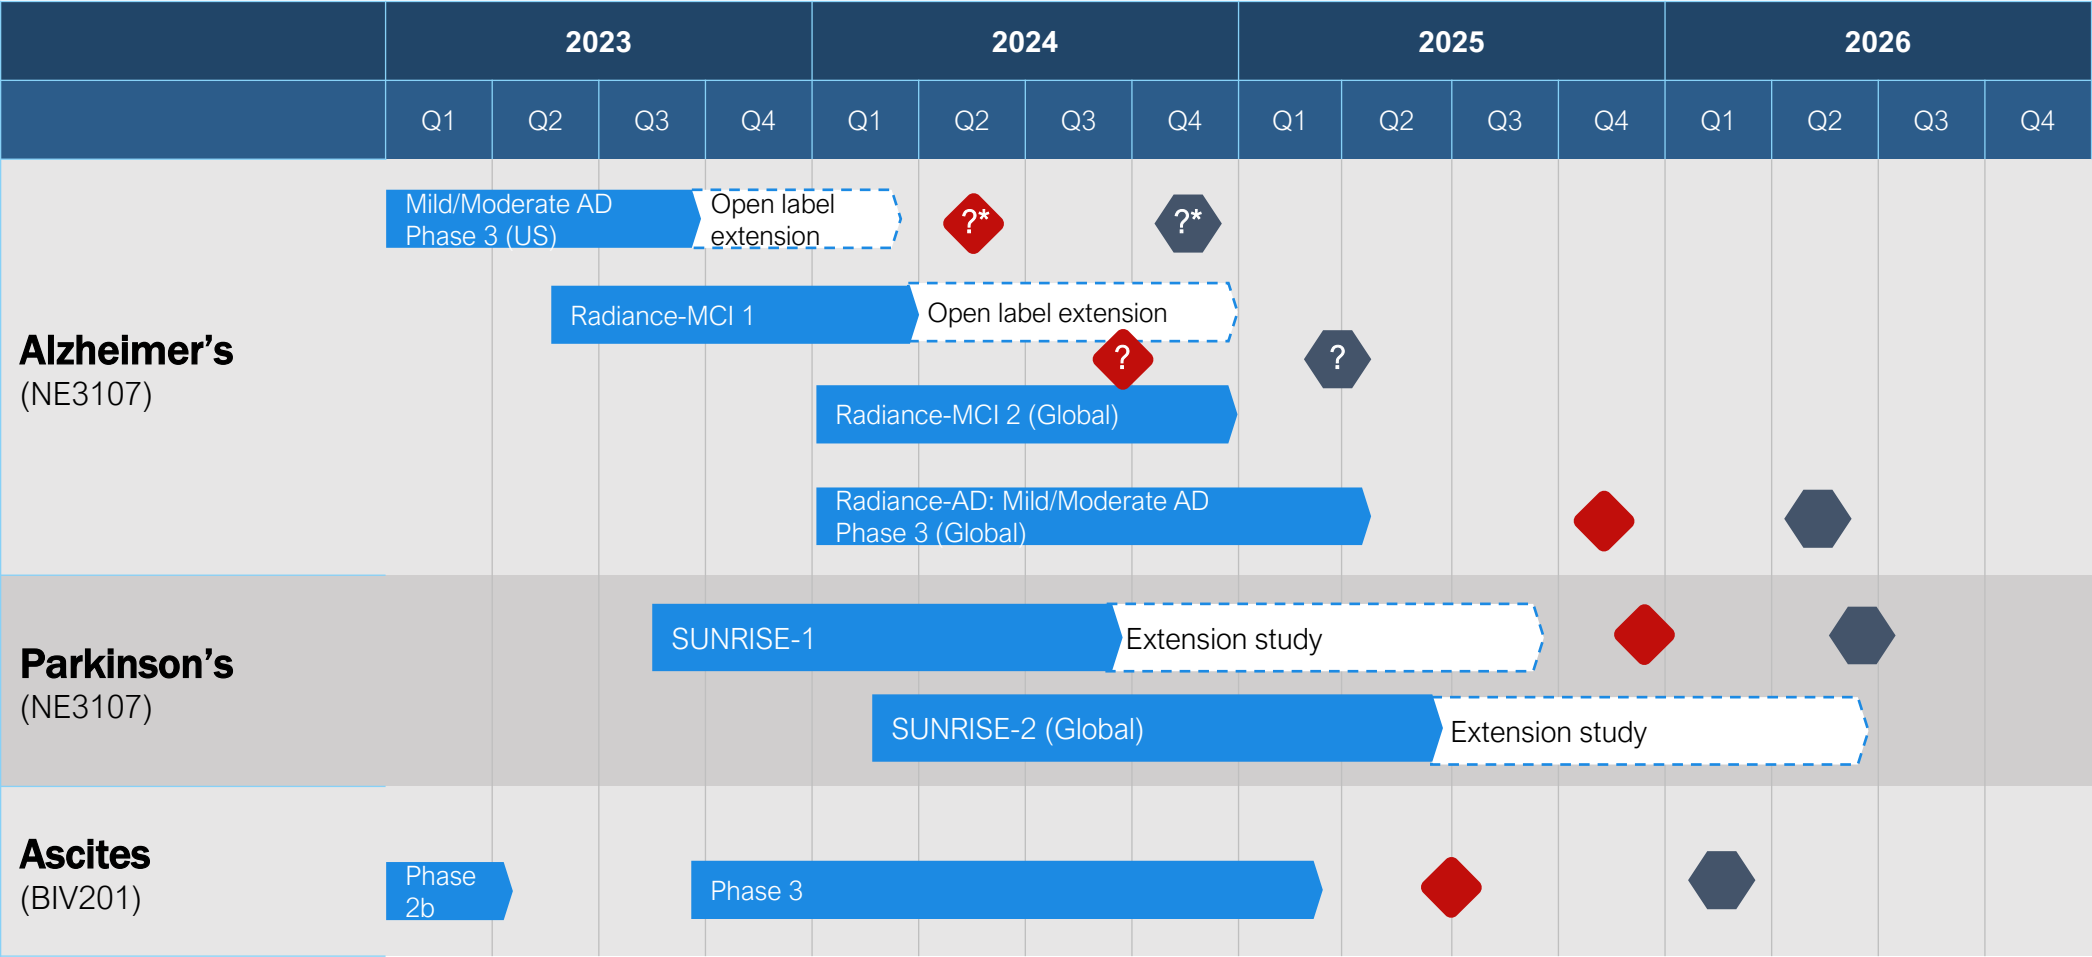 2023 2024 2025 2026
Q1 Q2 Q3 Q4 Q1 Q2 Q3 Q4 Q1 Q2 Q3 Q4 Q1 Q2 Q3 Q4
Alzheimer's
(NE3107)
Mild/Moderate AD
Phase 3 (US)
Open label
extension
?*
?*
Radiance-MCI 1
Open label extension
?
?
Radiance-MCI 2 (Global)
Radiance-AD: Mild/Moderate AD
Phase 3 (Global)
Parkinson's
(NE3107)
SUNRISE-1
Extension study
SUNRISE-2 (Global)
Extension study
Ascites
(BIV201)
Phase
2b
Phase 3